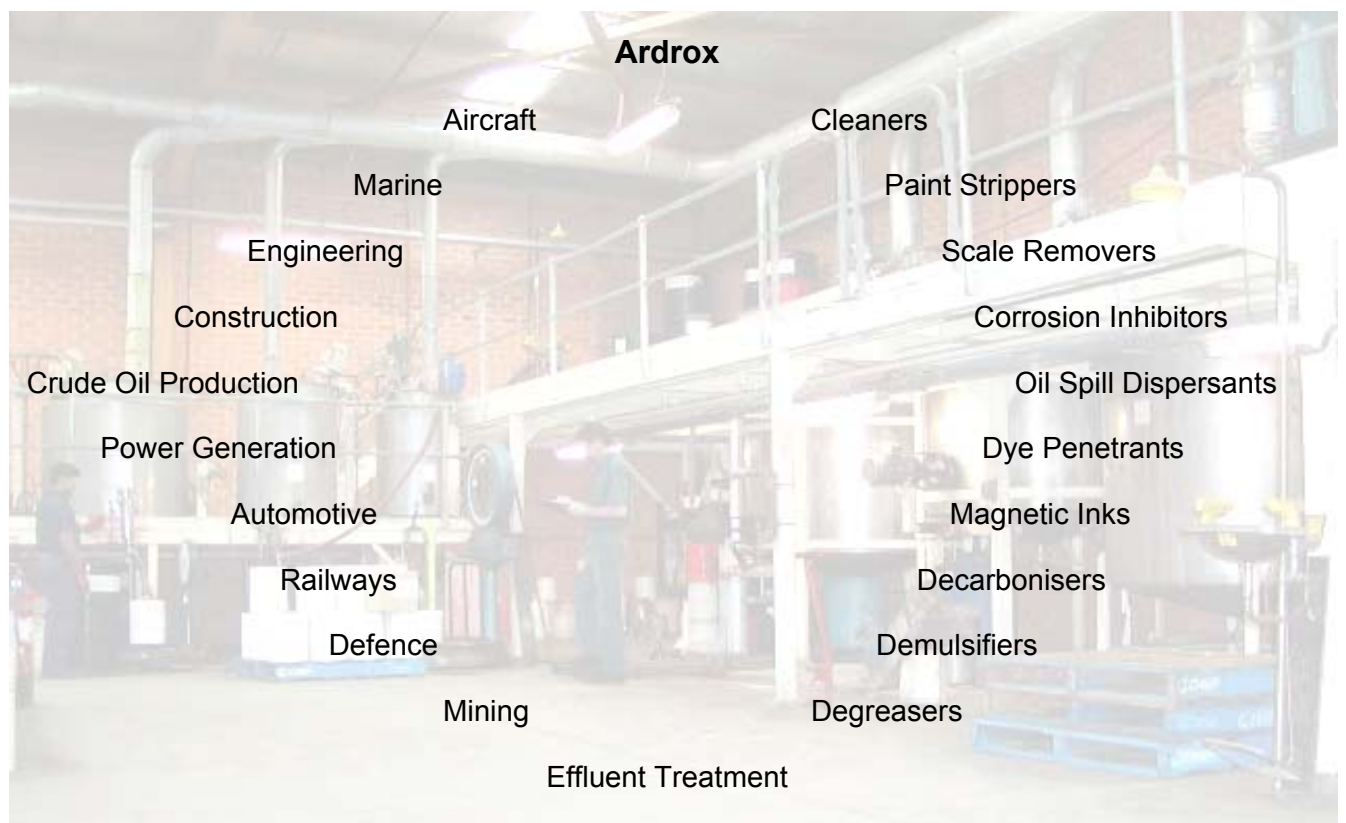 Ardrox
Aircraft Cleaners
Marine Paint Strippers
Engineering Scale Removers
Construction Corrosion Inhibitors
Crude Oil Production Oil Spill Dispersants
Power Generation Dye Penetrants
Automotive Magnetic Inks
Railways Decarbonisers
Defence Demulsifiers
Mining Degreasers
Effluent Treatment